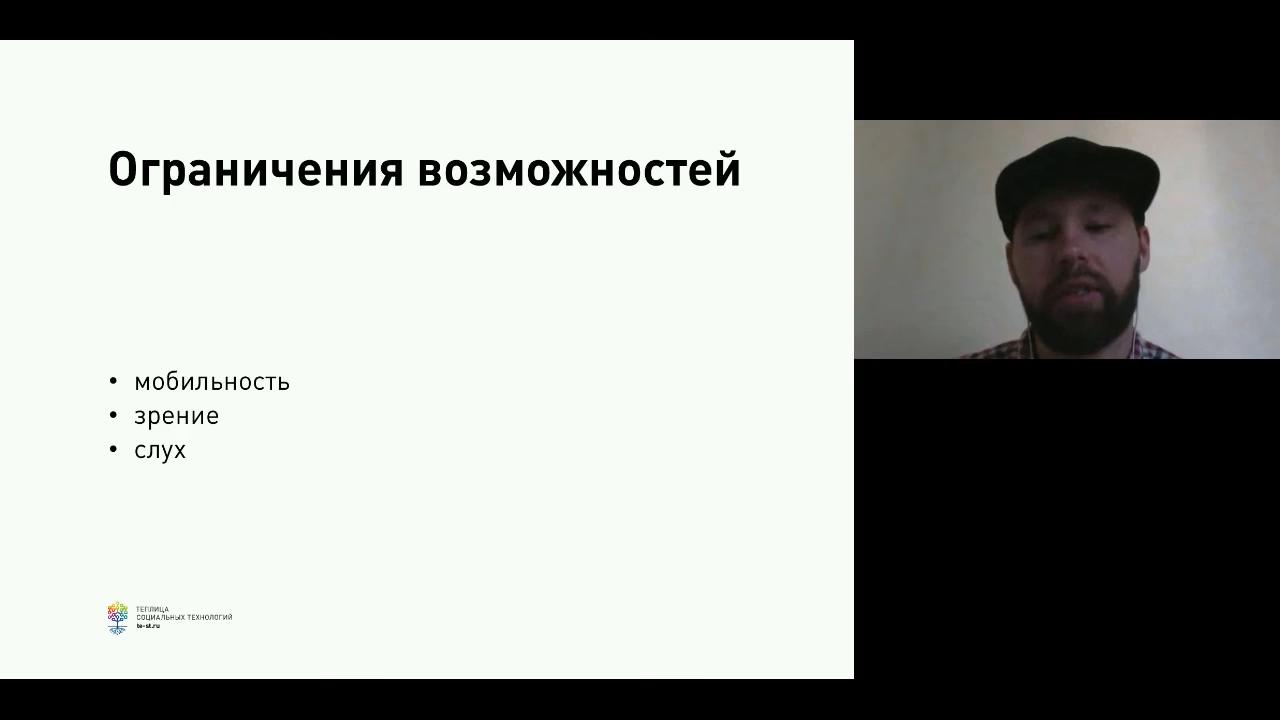 Ограничения возможностей
• мобильность
• зрение
• слух
ТЕПЛИЦА
СОЦИАЛЬНЫХ ТЕХНОЛОГИЙ
te-st.ru